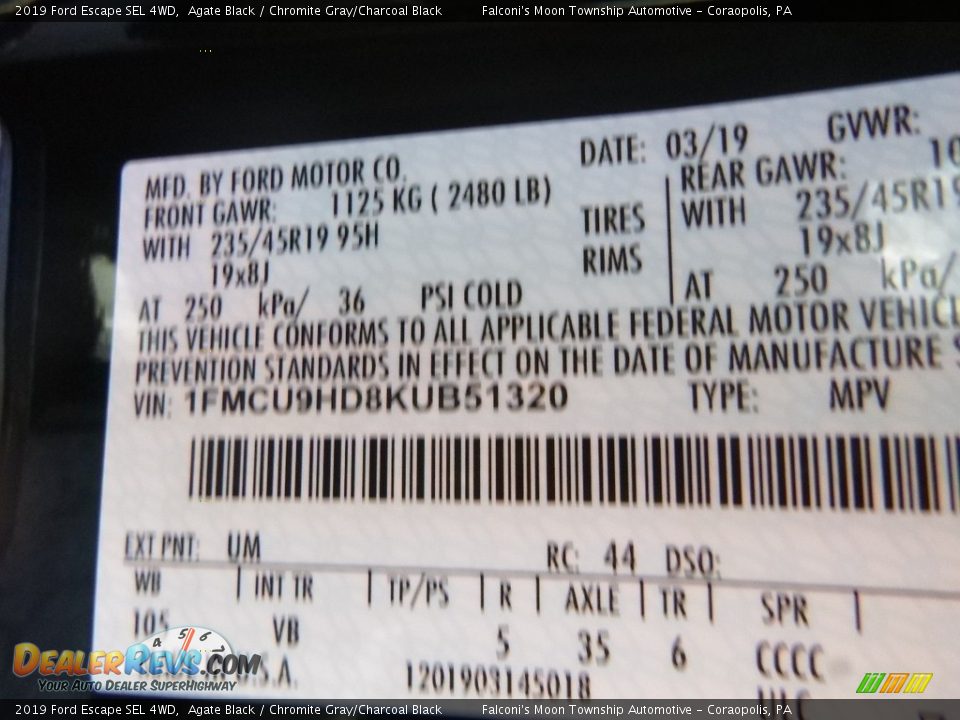 2019 Ford Escape SEL 4WD, Agate Black / Chromite Gray/Charcoal Black Falconi's Moon Township Automotive - Coraopolis, PA
MFD. BY FORD MOTOR CO. DATE: 03/19 GVWR:
FRONT GAWR: 1125 KG ( 2480 LB) REAR GAWR: 10
WITH 235/45R19 95H TIRES WITH 235/45R19
19x8J RIMS 19x8J
AT 250 kPa/ 36 PSI COLD AT 250 kPa/
THIS VEHICLE CONFORMS TO ALL APPLICABLE FEDERAL MOTOR VEHICL
PREVENTION STANDARDS IN EFFECT ON THE DATE OF MANUFACTURE S
VIN: 1FMCU9HD8KUB51320 TYPE: MPV
EXT PNT: UM RC: 44 DSO:
WB INT TR TP/PS R AXLE TR SPR
105 VB 5 35 6 CCCC
.S.A. 1201903145018
DealerRevs.com
Your Auto Dealer SuperHighway
2019 Ford Escape SEL 4WD, Agate Black / Chromite Gray/Charcoal Black Falconi's Moon Township Automotive - Coraopolis, PA